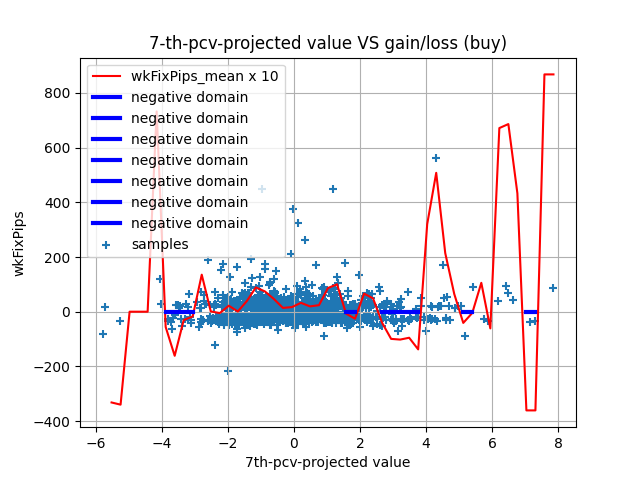 7-th-pcv-projected value VS gain/loss (buy)
wkFixPips_mean x 10
negative domain
negative domain
negative domain
negative domain
negative domain
negative domain
negative domain
samples
wkFixPips
800
600
400
200
0
−200
−400
−6
−4
−2
0
2
4
6
8
7th-pcv-projected value